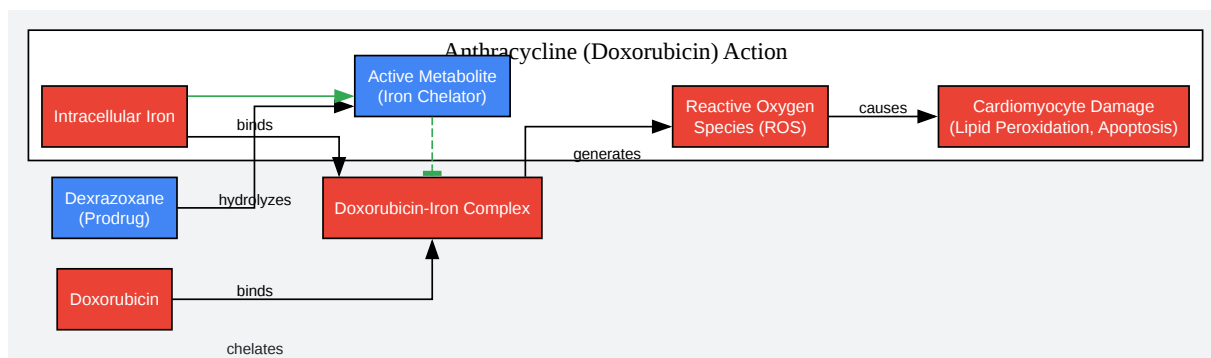 Anthracycline (Doxorubicin) Action
Active Metabolite
(Iron Chelator)
Intracellular Iron
binds
Reactive Oxygen
Species (ROS)
causes
Cardiomyocyte Damage
(Lipid Peroxidation, Apoptosis)
generates
Dexrazoxane
(Prodrug)
hydrolyzes
Doxorubicin-Iron Complex
Doxorubicin
binds
chelates